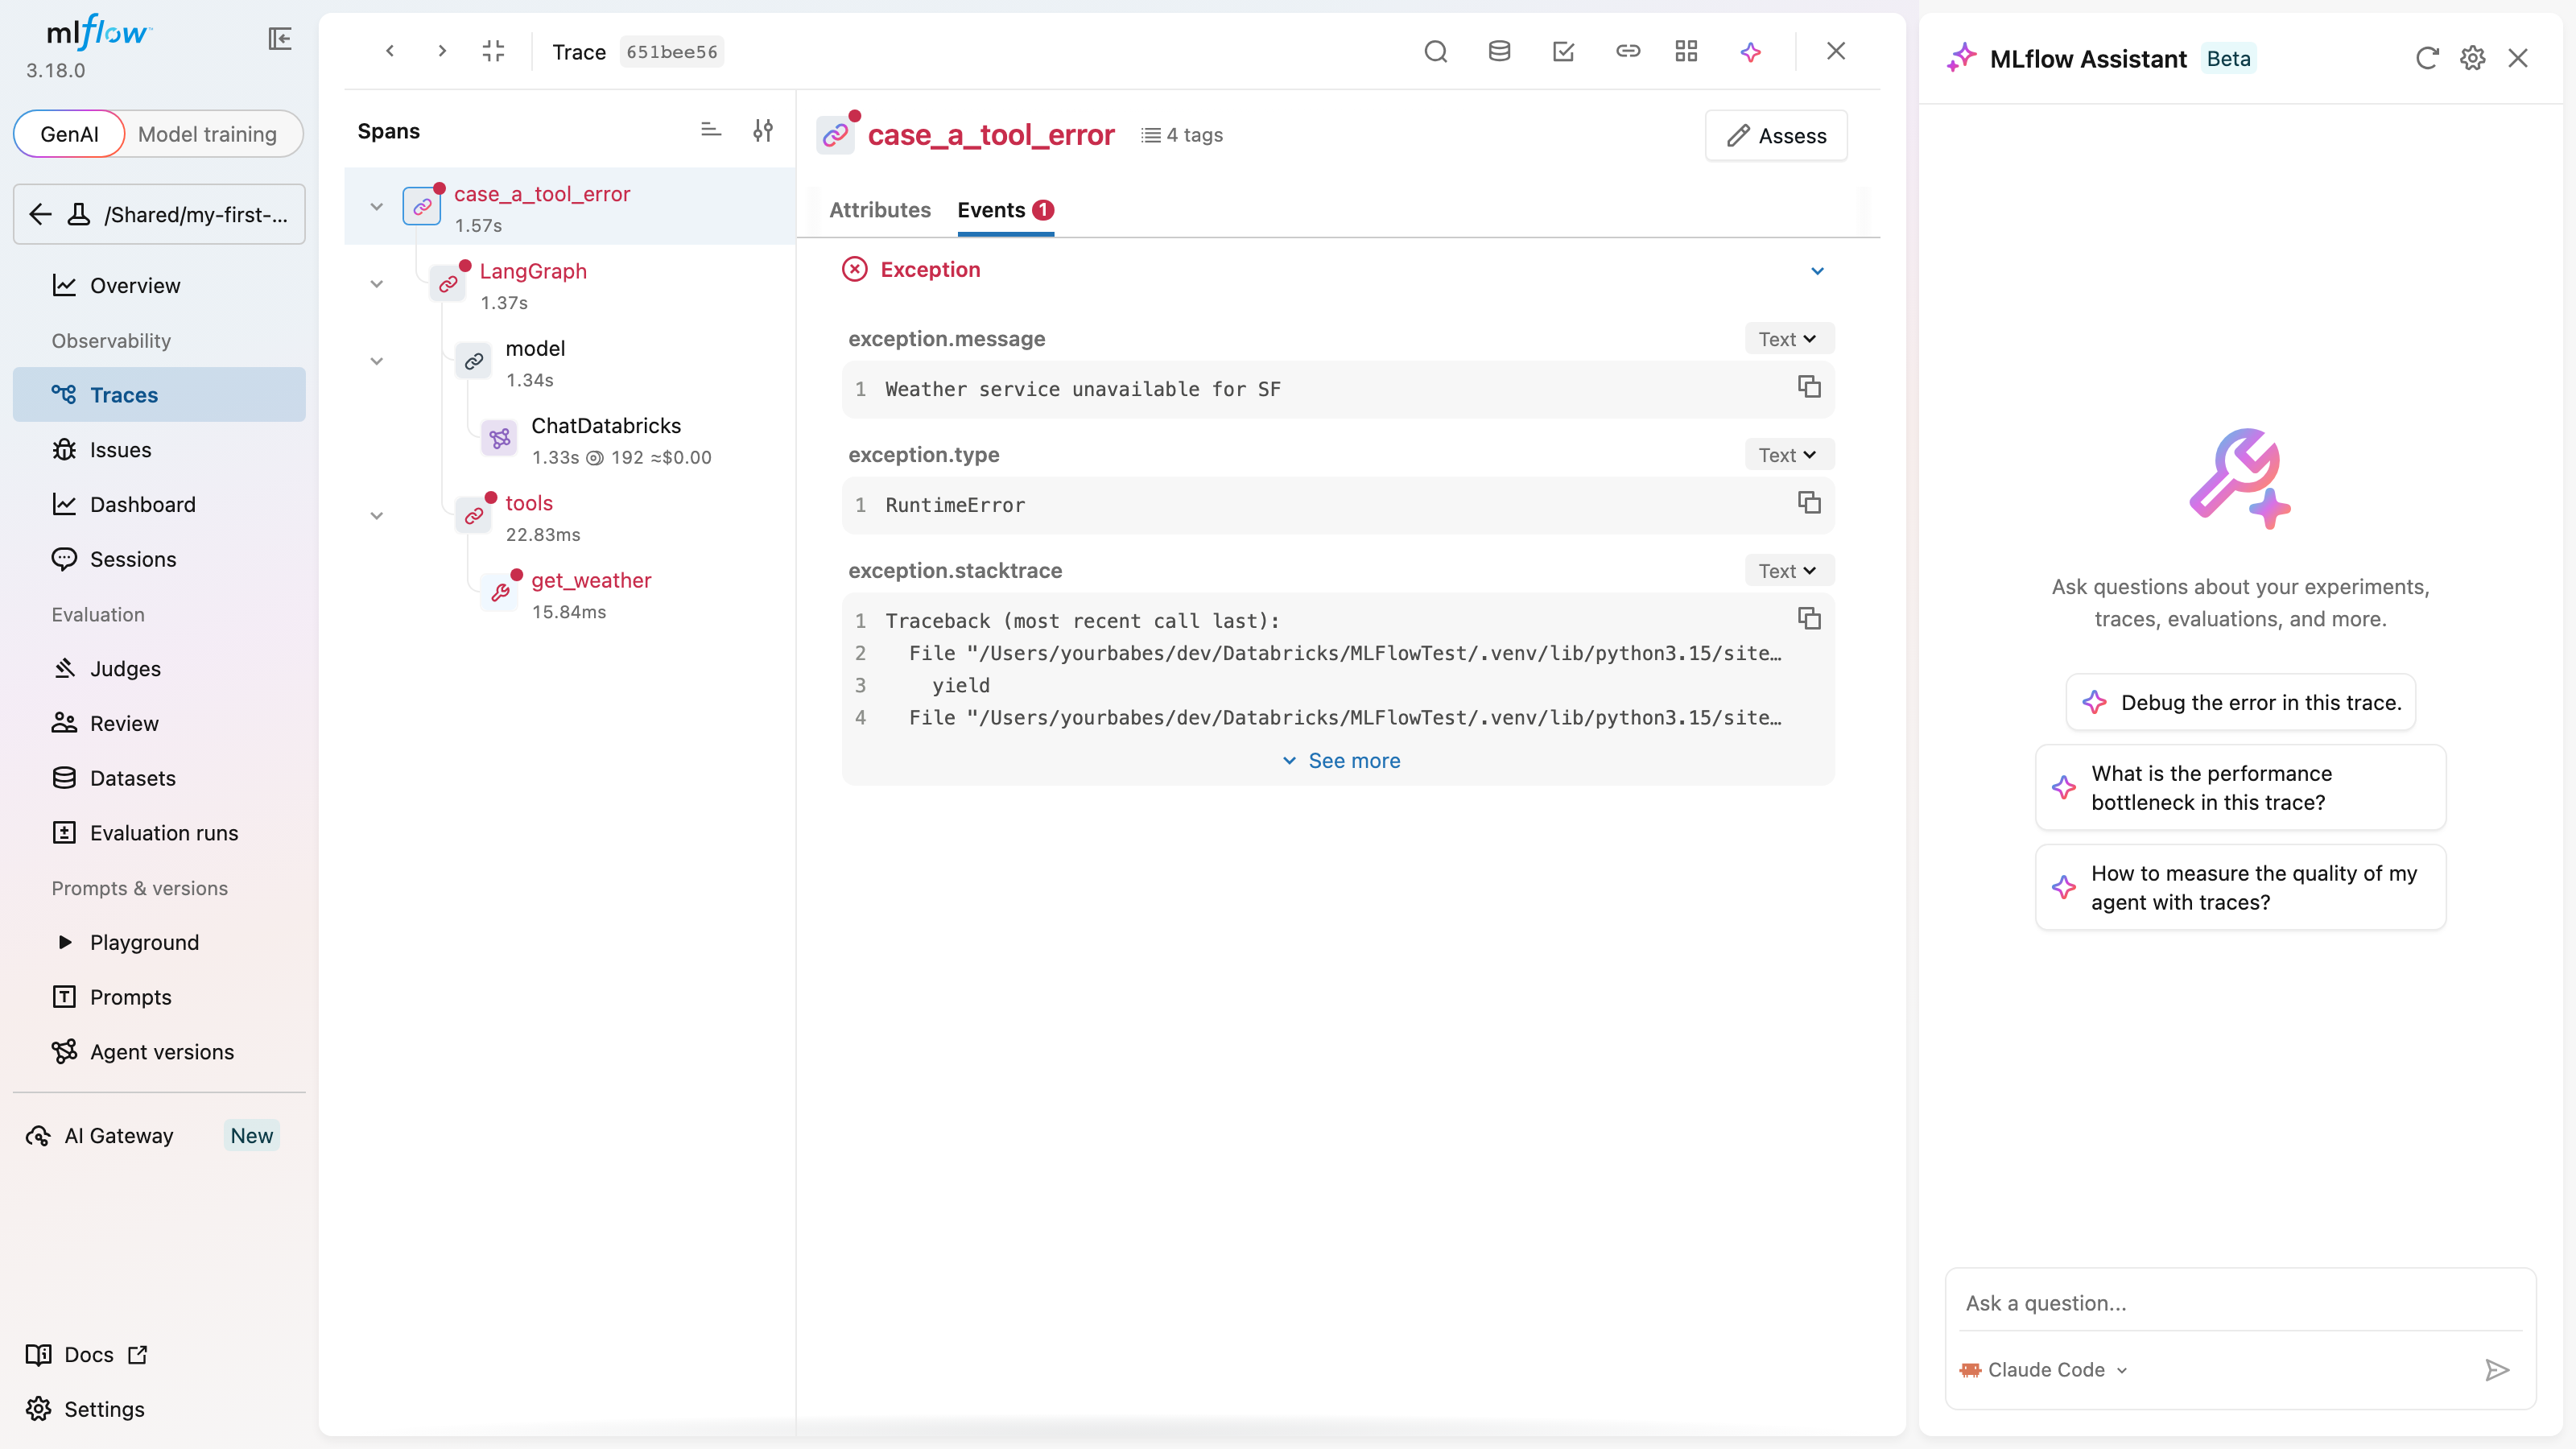 mlflow
3.18.0
GenAI
Model training
/Shared/my-first-...
Overview
Observability
Traces
Issues
Dashboard
Sessions
Evaluation
Judges
Review
Datasets
Evaluation runs
Prompts & versions
Playground
Prompts
Agent versions
AI Gateway
New
Docs
Settings
Trace 651bee56
Spans
case_a_tool_error
1.57s
LangGraph
1.37s
model
1.34s
ChatDatabricks
1.33s 192 ≈$0.00
tools
22.83ms
get_weather
15.84ms
case_a_tool_error
4 tags
Assess
Attributes
Events 1
Exception
exception.message
Text
1 Weather service unavailable for SF
exception.type
Text
1 RuntimeError
exception.stacktrace
Text
1 Traceback (most recent call last):
2 File "/Users/yourbabes/dev/Databricks/MLFlowTest/.venv/lib/python3.15/site…
3 yield
4 File "/Users/yourbabes/dev/Databricks/MLFlowTest/.venv/lib/python3.15/site…
See more
MLflow Assistant
Beta
Ask questions about your experiments,
traces, evaluations, and more.
Debug the error in this trace.
What is the performance
bottleneck in this trace?
How to measure the quality of my
agent with traces?
Ask a question...
Claude Code